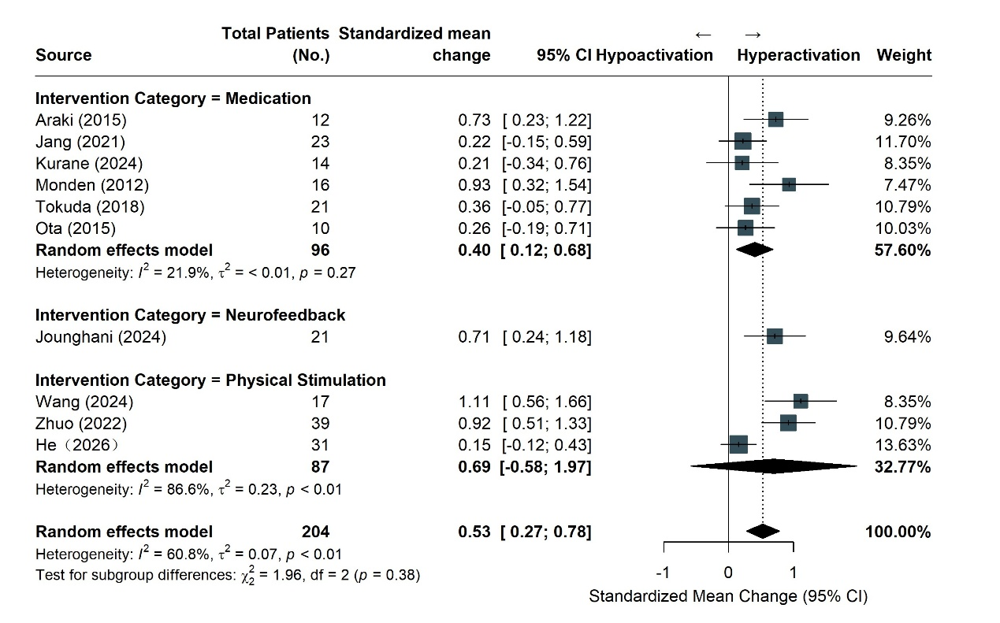 Total Patients Standardized mean ← →
Source (No.) change 95% CI Hypoactivation Hyperactivation Weight
Intervention Category = Medication
Araki (2015) 12 0.73 [ 0.23; 1.22] 9.26%
Jang (2021) 23 0.22 [-0.15; 0.59] 11.70%
Kurane (2024) 14 0.21 [-0.34; 0.76] 8.35%
Monden (2012) 16 0.93 [ 0.32; 1.54] 7.47%
Tokuda (2018) 21 0.36 [-0.05; 0.77] 10.79%
Ota (2015) 10 0.26 [-0.19; 0.71] 10.03%
Random effects model 96 0.40 [ 0.12; 0.68] 57.60%
Heterogeneity: I² = 21.9%, τ² = < 0.01, p = 0.27
Intervention Category = Neurofeedback
Jounghani (2024) 21 0.71 [ 0.24; 1.18] 9.64%
Intervention Category = Physical Stimulation
Wang (2024) 17 1.11 [ 0.56; 1.66] 8.35%
Zhuo (2022) 39 0.92 [ 0.51; 1.33] 10.79%
He（2026） 31 0.15 [-0.12; 0.43] 13.63%
Random effects model 87 0.69 [-0.58; 1.97] 32.77%
Heterogeneity: I² = 86.6%, τ² = 0.23, p < 0.01
Random effects model 204 0.53 [ 0.27; 0.78] 100.00%
Heterogeneity: I² = 60.8%, τ² = 0.07, p < 0.01
Test for subgroup differences: χ²₂ = 1.96, df = 2 (p = 0.38)
-1 0 1
Standardized Mean Change (95% CI)